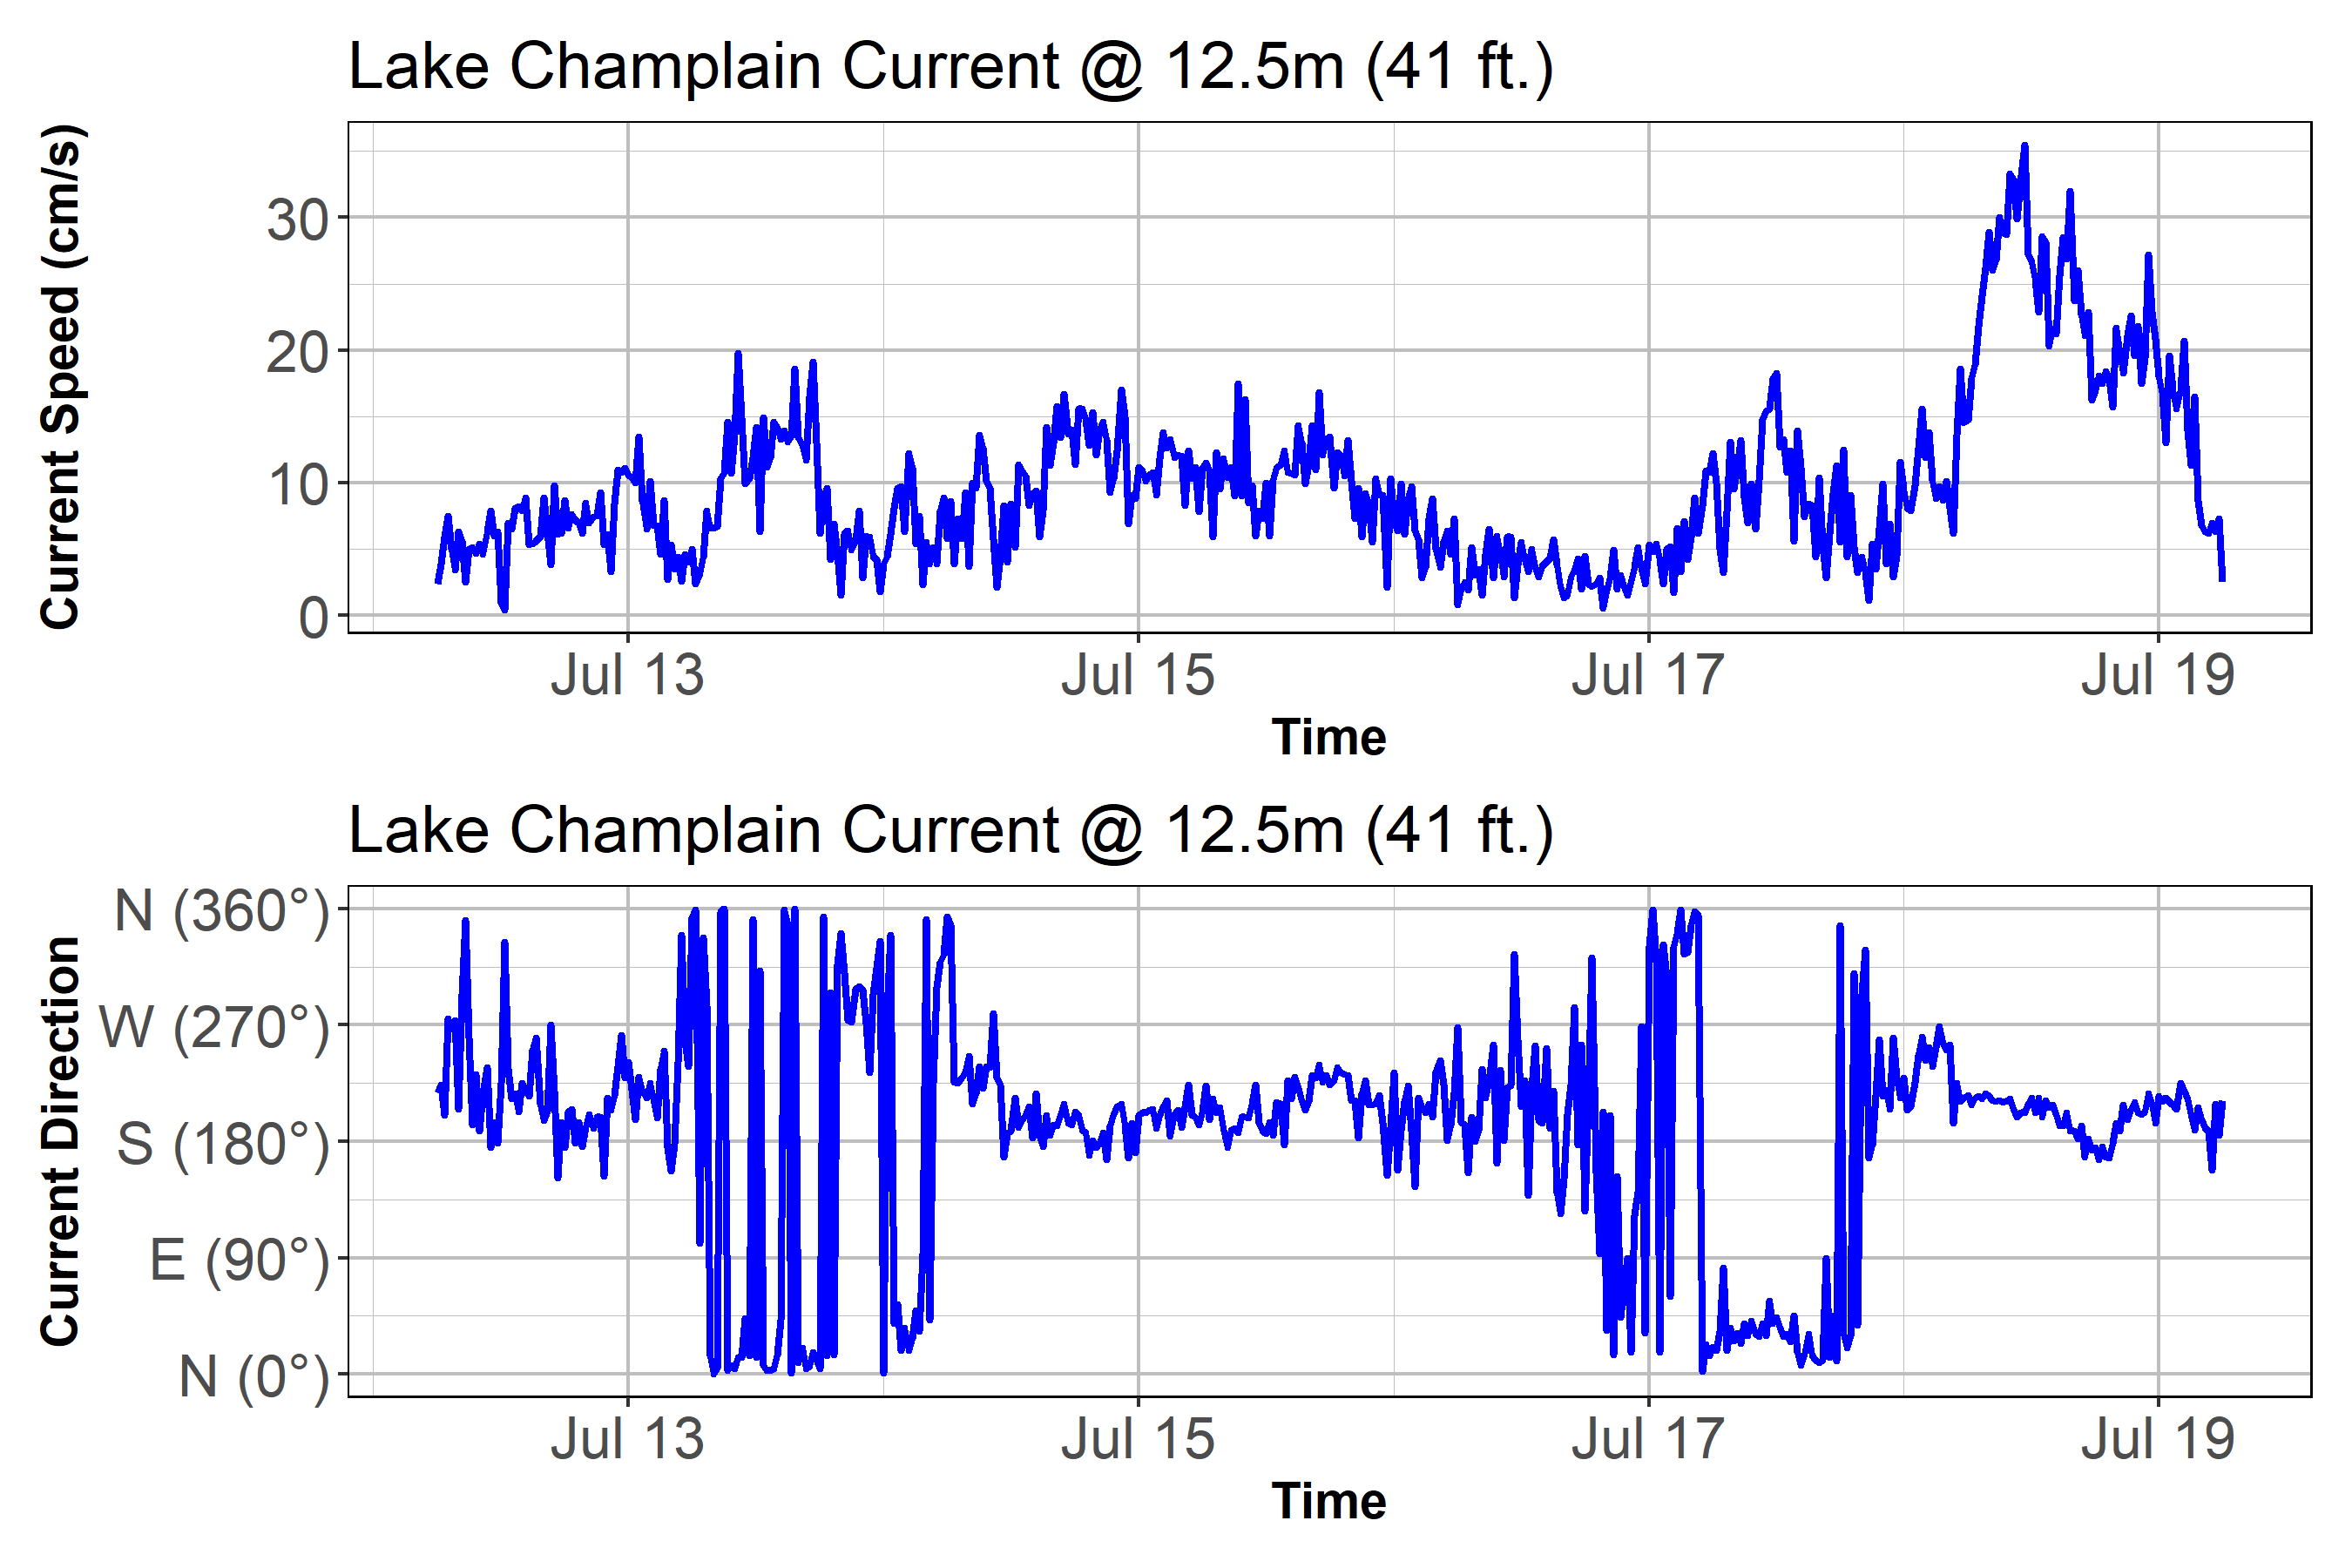 Lake Champlain Current @ 12.5m (41 ft.)
Current Speed (cm/s)
30
20
10
0
Jul 13 Jul 15 Jul 17 Jul 19
Time
Lake Champlain Current @ 12.5m (41 ft.)
Current Direction
N (360°)
W (270°)
S (180°)
E (90°)
N (0°)
Jul 13 Jul 15 Jul 17 Jul 19
Time